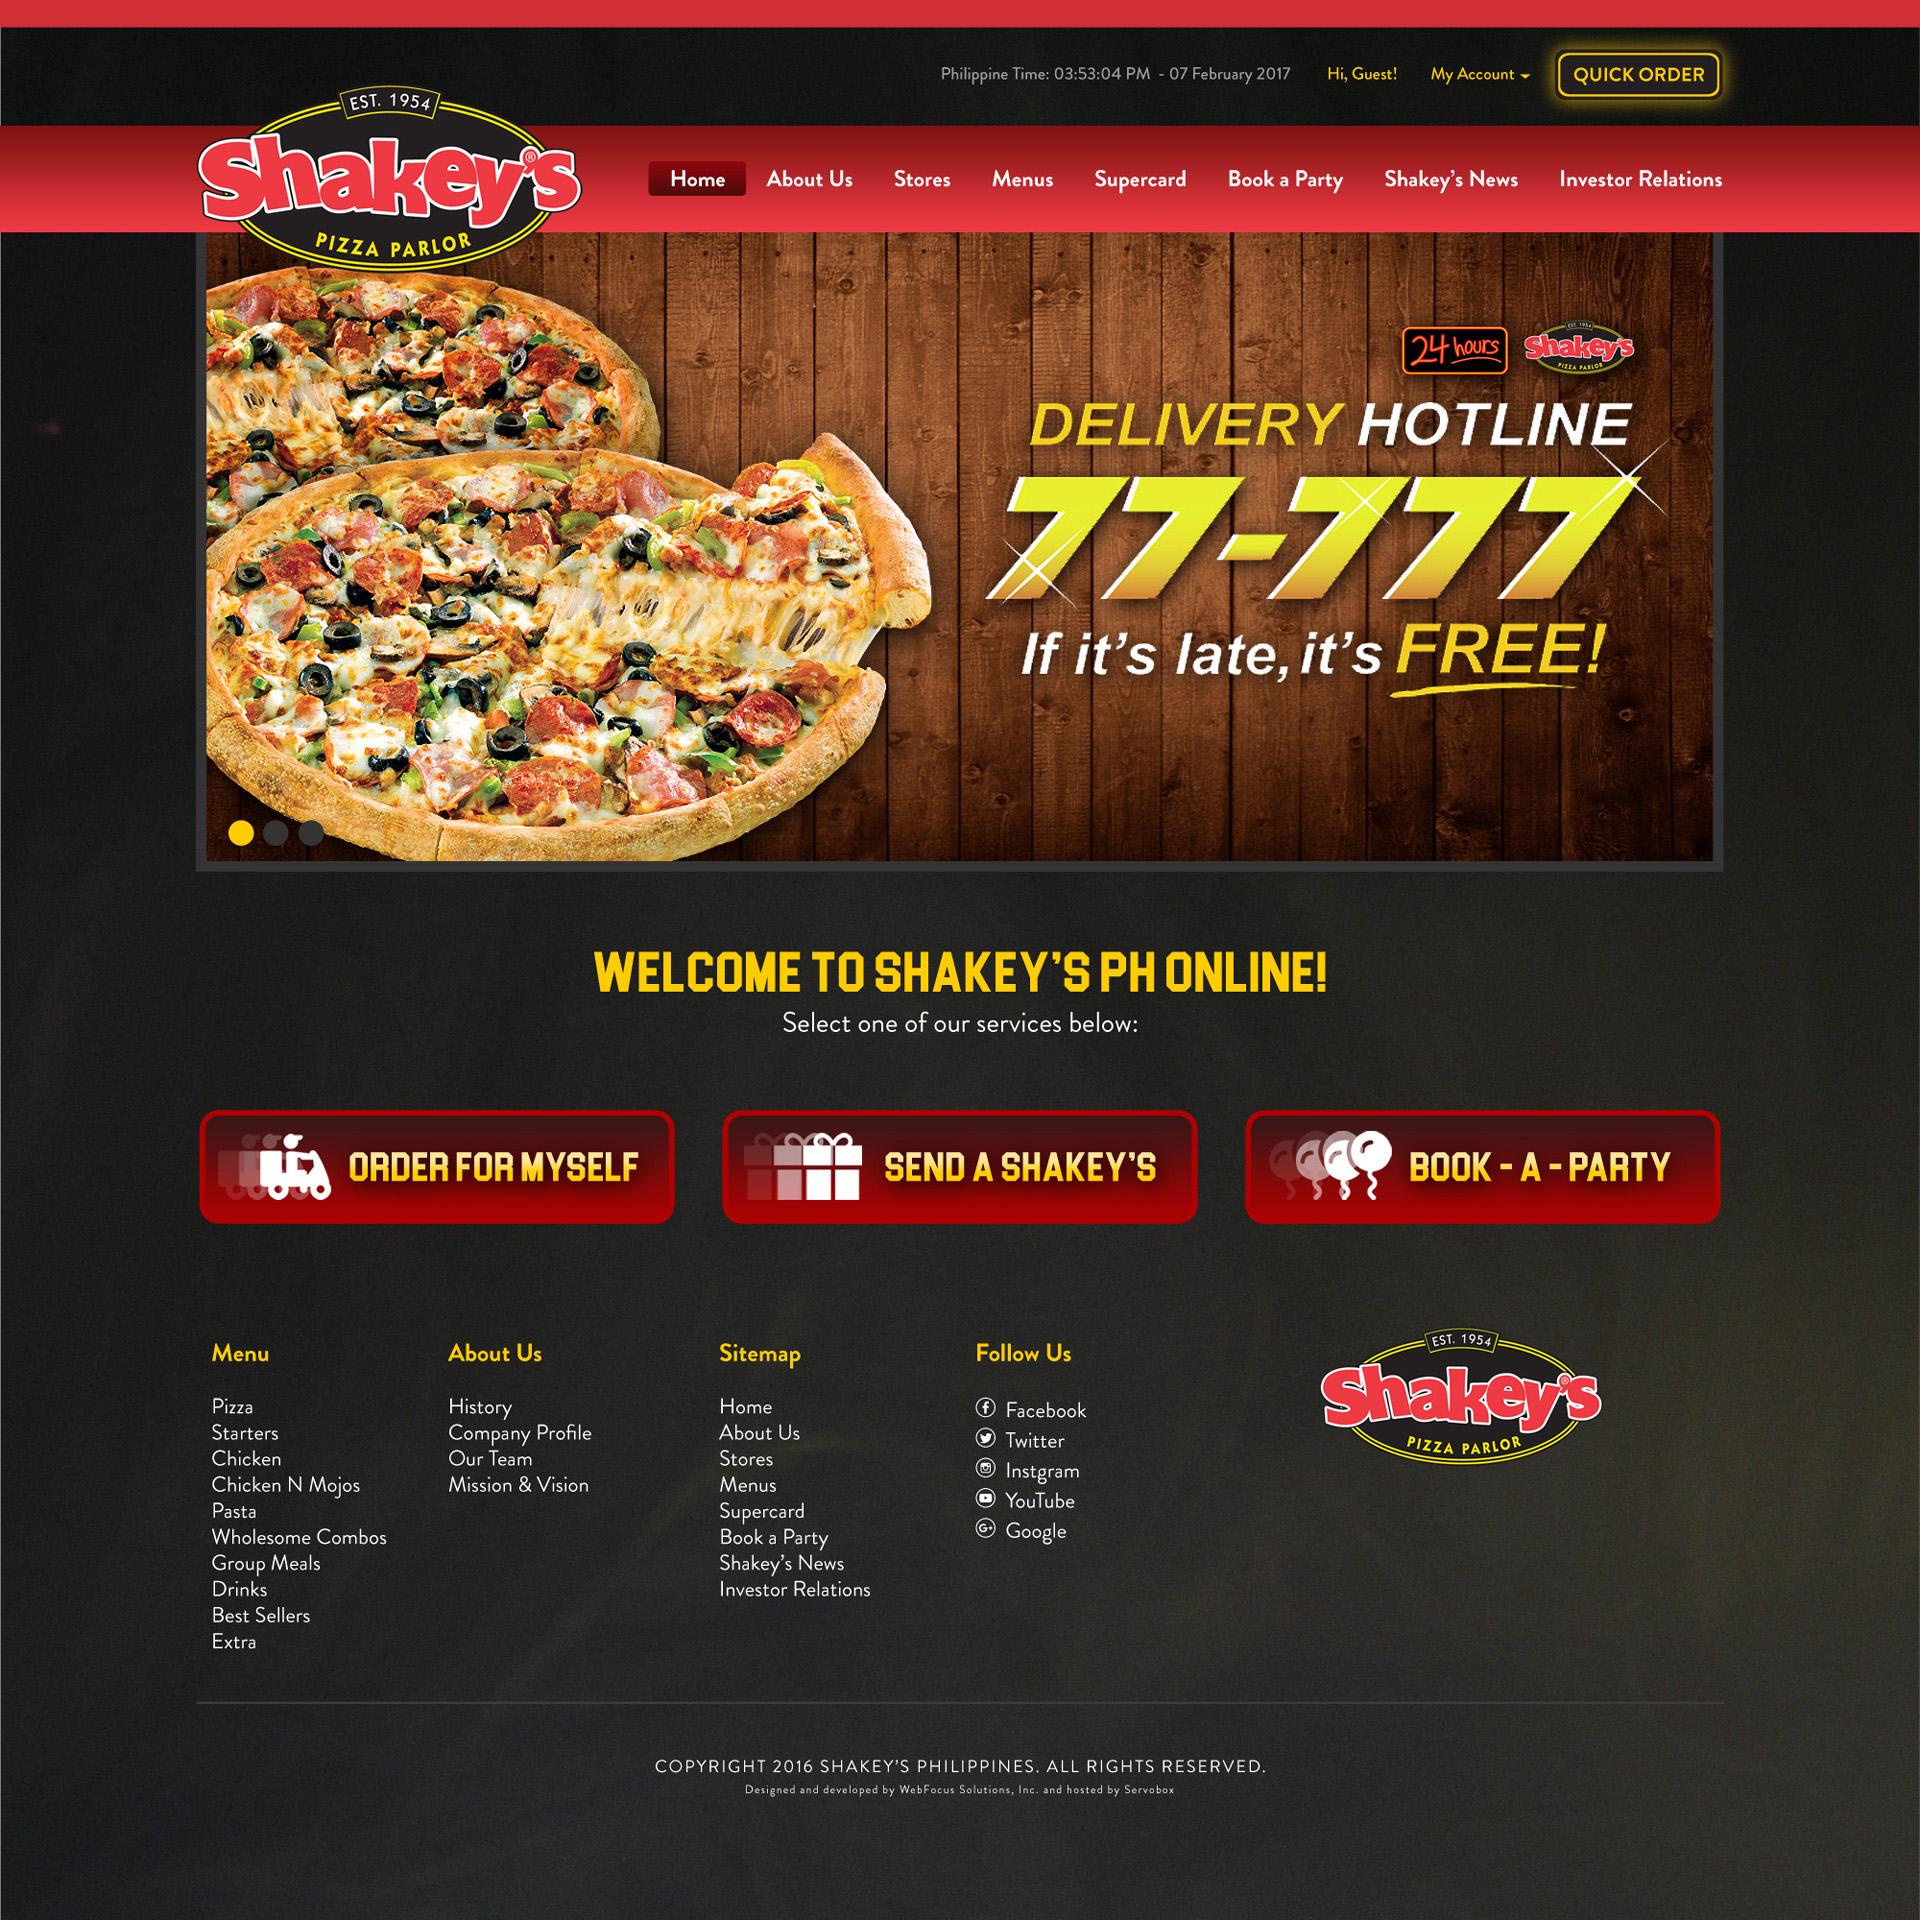 Philippine Time: 03:53:04 PM - 07 February 2017
Hi, Guest!
My Account
QUICK ORDER
EST. 1954
Shakey's®
PIZZA PARLOR
Home
About Us
Stores
Menus
Supercard
Book a Party
Shakey's News
Investor Relations
24 hours
EST. 1954
Shakey's
PIZZA PARLOR
DELIVERY HOTLINE
77-777
If it's late, it's FREE!
WELCOME TO SHAKEY'S PH ONLINE!
Select one of our services below:
ORDER FOR MYSELF
SEND A SHAKEY'S
BOOK - A - PARTY
Menu
Pizza
Starters
Chicken
Chicken N Mojos
Pasta
Wholesome Combos
Group Meals
Drinks
Best Sellers
Extra
About Us
History
Company Profile
Our Team
Mission & Vision
Sitemap
Home
About Us
Stores
Menus
Supercard
Book a Party
Shakey's News
Investor Relations
Follow Us
Facebook
Twitter
Instgram
YouTube
Google
EST. 1954
Shakey's®
PIZZA PARLOR
COPYRIGHT 2016 SHAKEY'S PHILIPPINES. ALL RIGHTS RESERVED.
Designed and developed by WebFocus Solutions, Inc. and hosted by Servobox